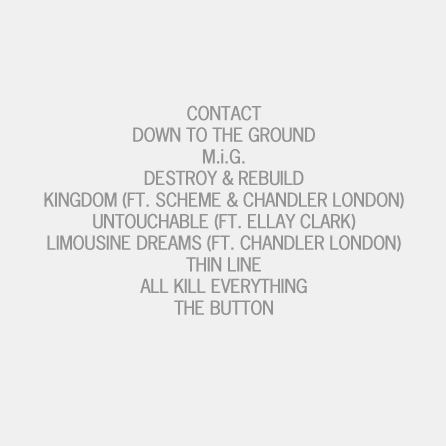 CONTACT
DOWN TO THE GROUND
M.i.G.
DESTROY & REBUILD
KINGDOM (FT. SCHEME & CHANDLER LONDON)
UNTOUCHABLE (FT. ELLAY CLARK)
LIMOUSINE DREAMS (FT. CHANDLER LONDON)
THIN LINE
ALL KILL EVERYTHING
THE BUTTON